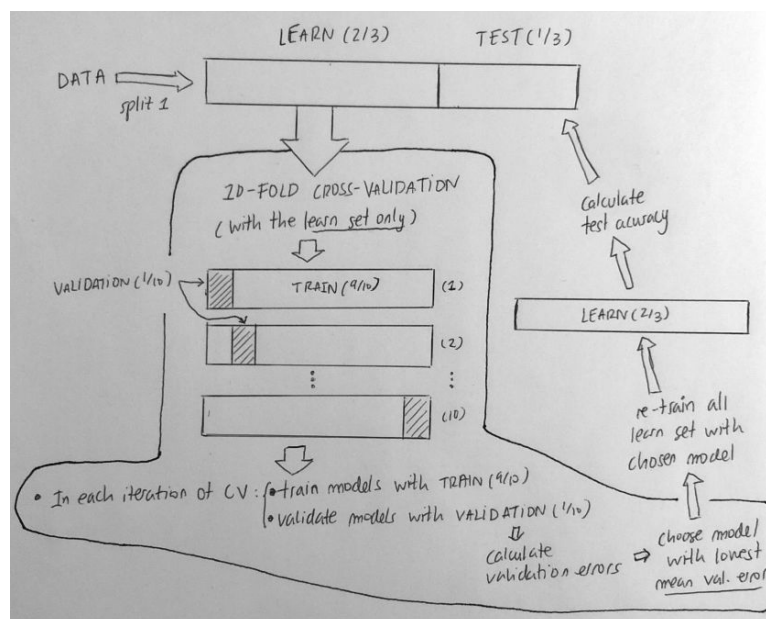 LEARN (2/3)
TEST (1/3)
DATA
split 1
10-FOLD CROSS-VALIDATION
(with the learn set only)
VALIDATION (1/10)
TRAIN (9/10)
(1)
(2)
(10)
• In each iteration of CV:
• train models with TRAIN (9/10)
• validate models with VALIDATION (1/10)
calculate
validation errors
choose model
with lowest
mean val. error
re-train all
learn set with
chosen model
LEARN (2/3)
calculate
test accuracy